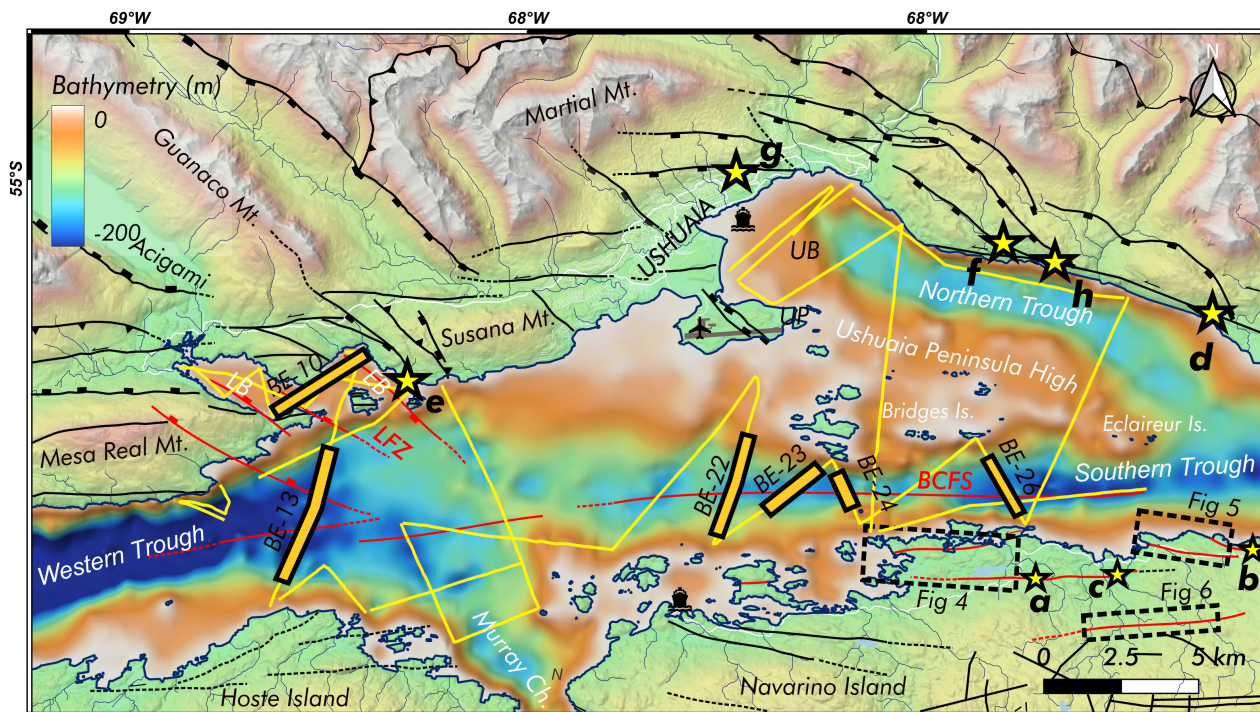 69°W
68°W
68°W
55°S
Bathymetry (m)
0
-200
N
Martial Mt.
Guanaco Mt.
Acigami
USHUAIA
g
UB
f
h
d
Northern Trough
UP
Ushuaia Peninsula High
Susana Mt.
LB
BE-10
EB
e
LFZ
Bridges Is.
Eclaireur Is.
Mesa Real Mt.
BE-13
BE-22
BE-23
BE-24
BCFS
BE-26
Southern Trough
Western Trough
Fig 5
b
Fig 4
a
c
Fig 6
Murray Ch.
N
Hoste Island
Navarino Island
0 2.5 5 km